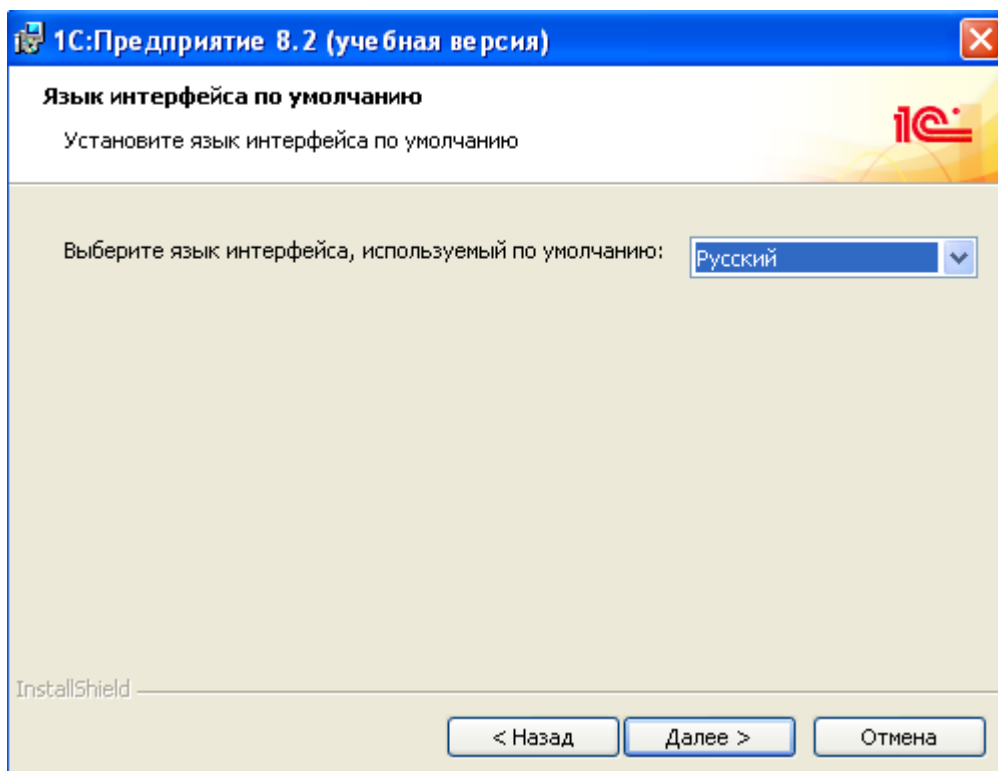 1С:Предприятие 8.2 (учебная версия)
Язык интерфейса по умолчанию
Установите язык интерфейса по умолчанию
1С
Выберите язык интерфейса, используемый по умолчанию:
Русский
InstallShield
< Назад
Далее >
Отмена